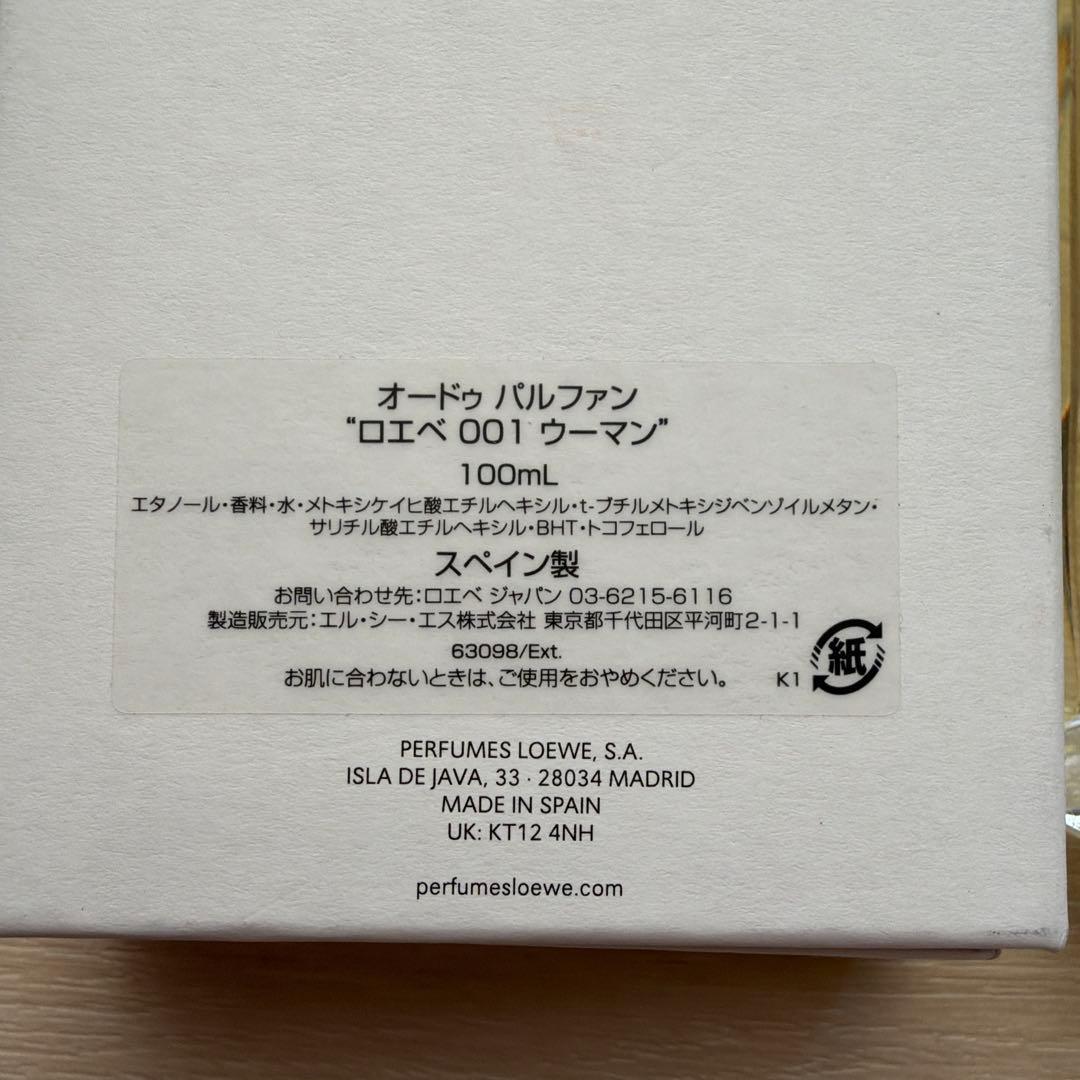 オードゥ パルファン
“ロエベ 001 ウーマン”
100mL
エタノール・香料・水・メトキシケイヒ酸エチルヘキシル・t-ブチルメトキシジベンゾイルメタン・
サリチル酸エチルヘキシル・BHT・トコフェロール
スペイン製
お問い合わせ先：ロエベ ジャパン 03-6215-6116
製造販売元：エル・シー・エス株式会社 東京都千代田区平河町2-1-1
63098/Ext.
お肌に合わないときは、ご使用をおやめください。 K1 紙
PERFUMES LOEWE, S.A.
ISLA DE JAVA, 33 · 28034 MADRID
MADE IN SPAIN
UK: KT12 4NH
perfumesloewe.com